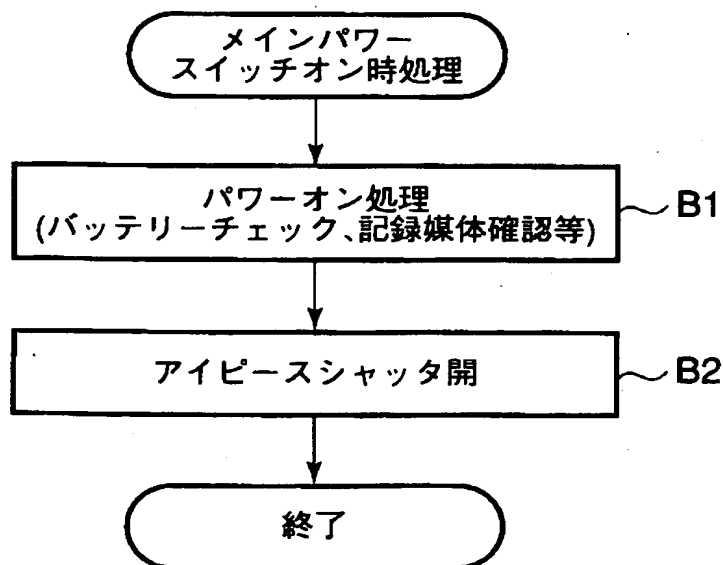 メインパワー
スイッチオン時処理
パワーオン処理
(バッテリーチェック、記録媒体確認等)
B1
アイピースシャッタ開
B2
終了